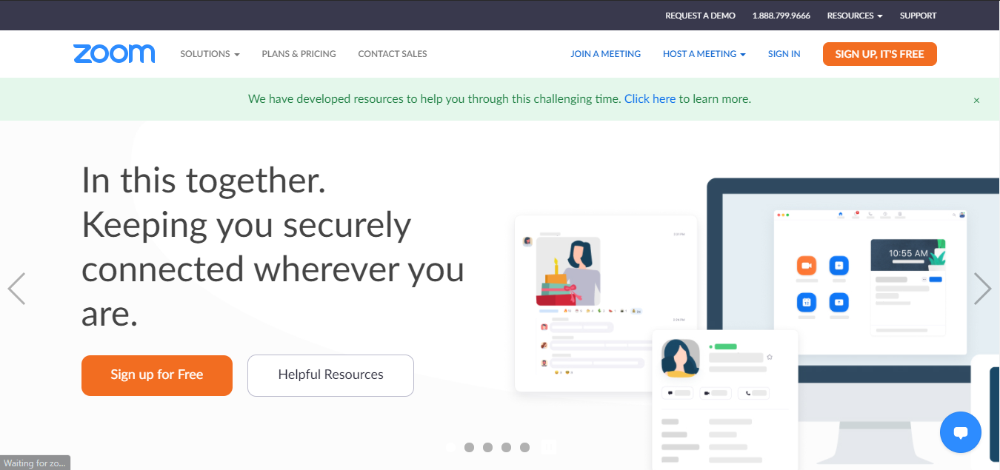 REQUEST A DEMO 1.888.799.9666 RESOURCES SUPPORT
zoom SOLUTIONS PLANS & PRICING CONTACT SALES JOIN A MEETING HOST A MEETING SIGN IN SIGN UP, IT'S FREE
We have developed resources to help you through this challenging time. Click here to learn more. ×
In this together.
Keeping you securely
connected wherever you
are.
10:55 AM
Sign up for Free Helpful Resources
Waiting for zo...